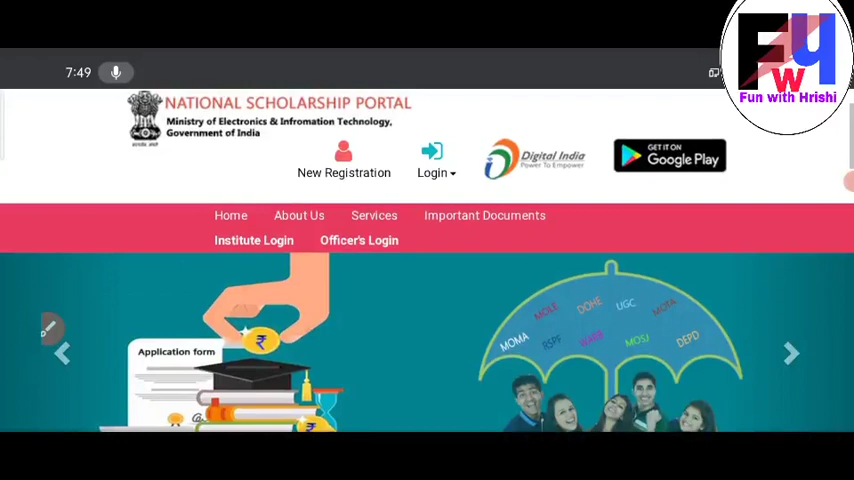 7:49
Fun with Hrishi
NATIONAL SCHOLARSHIP PORTAL
Ministry of Electronics & Infromation Technology,
Government of India
New Registration
Login
Digital India
Power To Empower
GET IT ON
Google Play
Home About Us Services Important Documents
Institute Login Officer's Login
Application form
MOLE DOHE UGC MOTA
MOMA RSPF WARB MOSJ DEPD